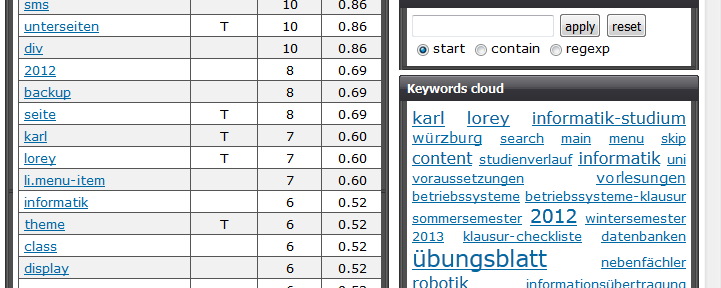 sms 10 0.86
unterseiten T 10 0.86
div 10 0.86
2012 8 0.69
backup 8 0.69
seite T 8 0.69
karl T 7 0.60
lorey T 7 0.60
li.menu-item 7 0.60
informatik 6 0.52
theme T 6 0.52
class 6 0.52
display 6 0.52
apply reset
start contain regexp
Keywords cloud
karl lorey informatik-studium
würzburg search main menu skip
content studienverlauf informatik uni
voraussetzungen vorlesungen
betriebssysteme betriebssysteme-klausur
sommersemester 2012 wintersemester
2013 klausur-checkliste datenbanken
übungsblatt nebenfächler
robotik informationsübertragung